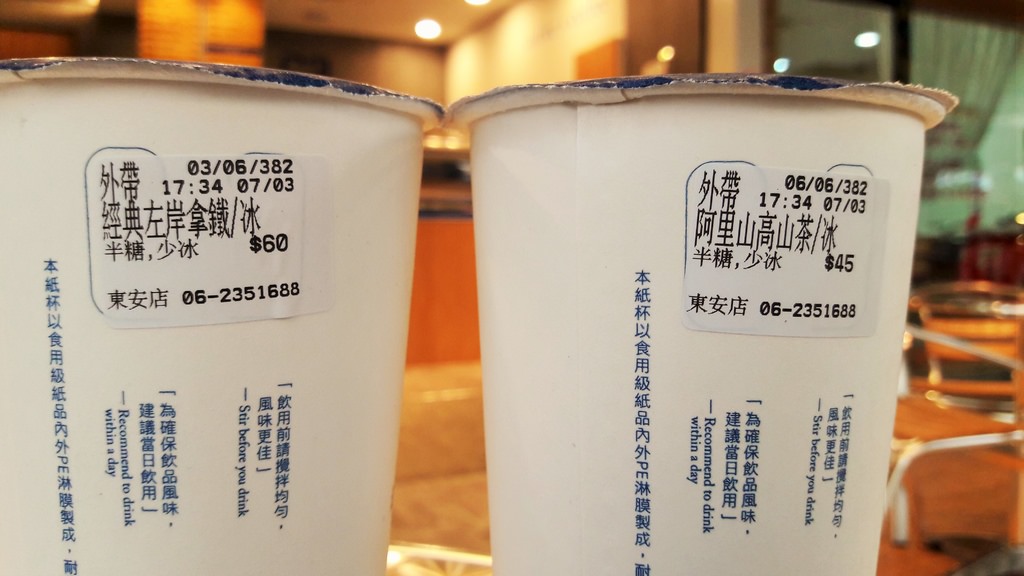 外帶 03/06/382
17:34 07/03
經典左岸拿鐵/冰
半糖,少冰 $60
東安店 06-2351688
「飲用前請攪拌均勻，
風味更佳」
— Stir before you drink
「為確保飲品風味，
建議當日飲用」
— Recommend to drink
within a day
本紙杯以食用級紙品內外PE淋膜製成，耐
外帶 06/06/382
17:34 07/03
阿里山高山茶/冰
半糖,少冰 $45
東安店 06-2351688
「飲用前請攪拌均勻，
風味更佳」
— Stir before you drink
「為確保飲品風味，
建議當日飲用」
— Recommend to drink
within a day
本紙杯以食用級紙品內外PE淋膜製成，耐